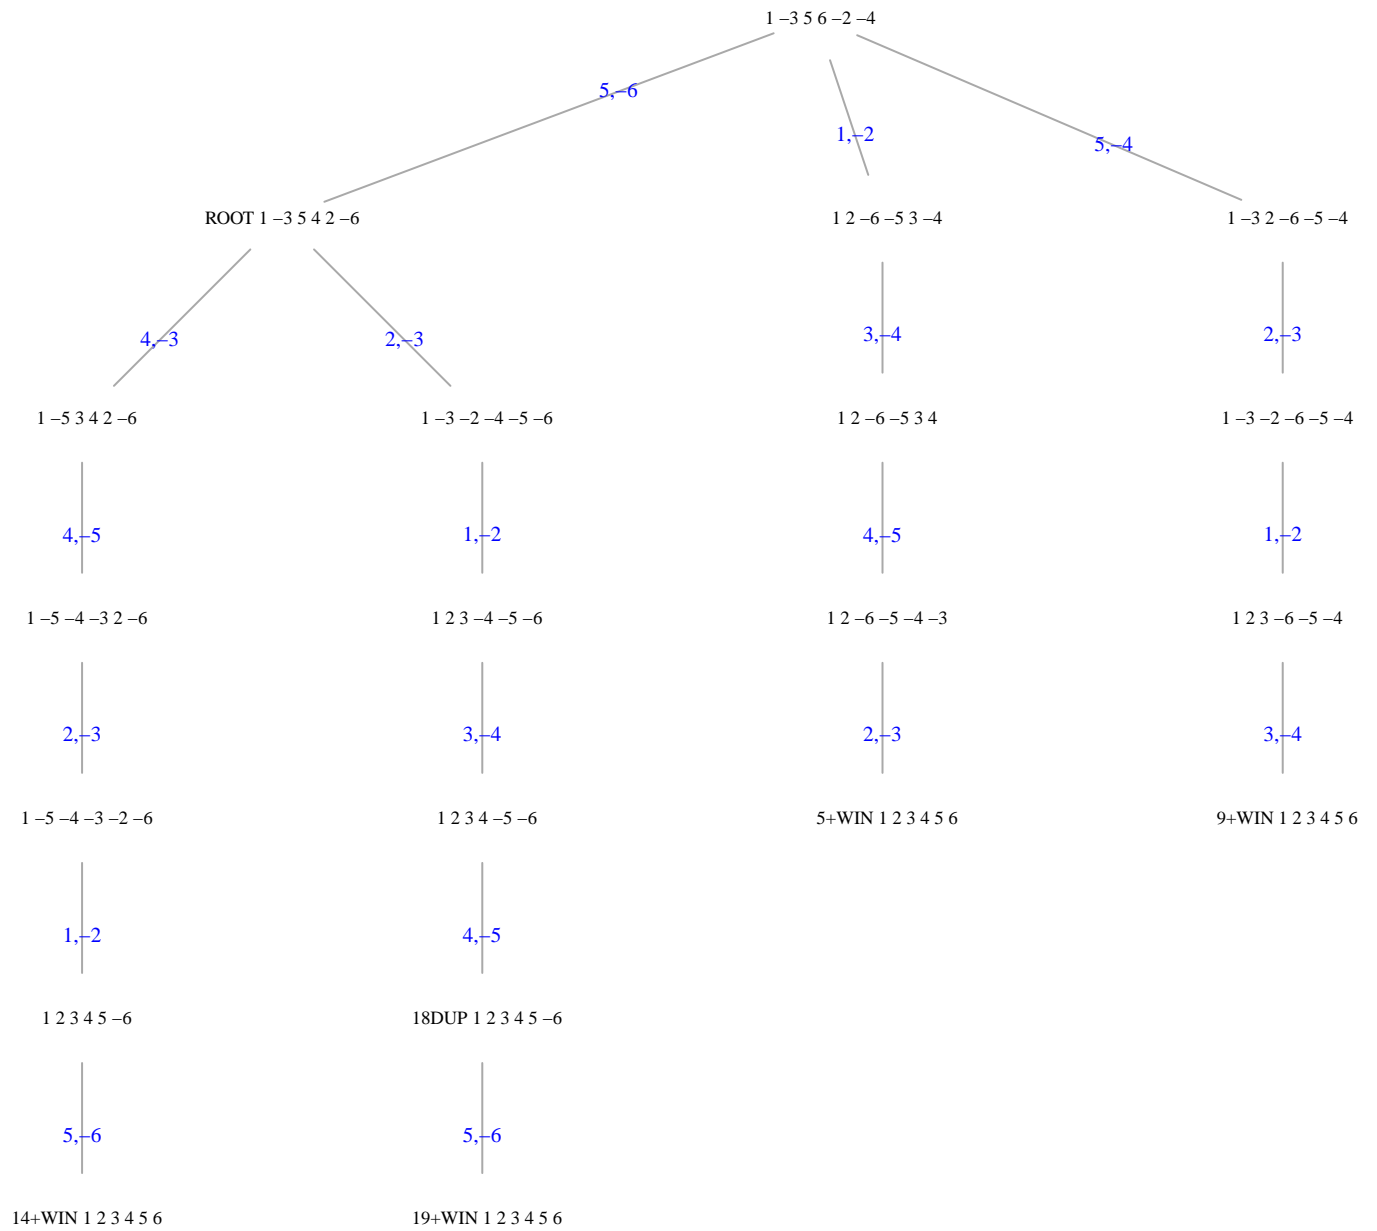 1 –3 5 6 –2 –4
5,–6
1,–2
5,–4
ROOT 1 –3 5 4 2 –6
1 2 –6 –5 3 –4
1 –3 2 –6 –5 –4
4,–3
2,–3
3,–4
2,–3
1 –5 3 4 2 –6
1 –3 –2 –4 –5 –6
1 2 –6 –5 3 4
1 –3 –2 –6 –5 –4
4,–5
1,–2
4,–5
1,–2
1 –5 –4 –3 2 –6
1 2 3 –4 –5 –6
1 2 –6 –5 –4 –3
1 2 3 –6 –5 –4
2,–3
3,–4
2,–3
3,–4
1 –5 –4 –3 –2 –6
1 2 3 4 –5 –6
5+WIN 1 2 3 4 5 6
9+WIN 1 2 3 4 5 6
1,–2
4,–5
1 2 3 4 5 –6
18DUP 1 2 3 4 5 –6
5,–6
5,–6
14+WIN 1 2 3 4 5 6
19+WIN 1 2 3 4 5 6